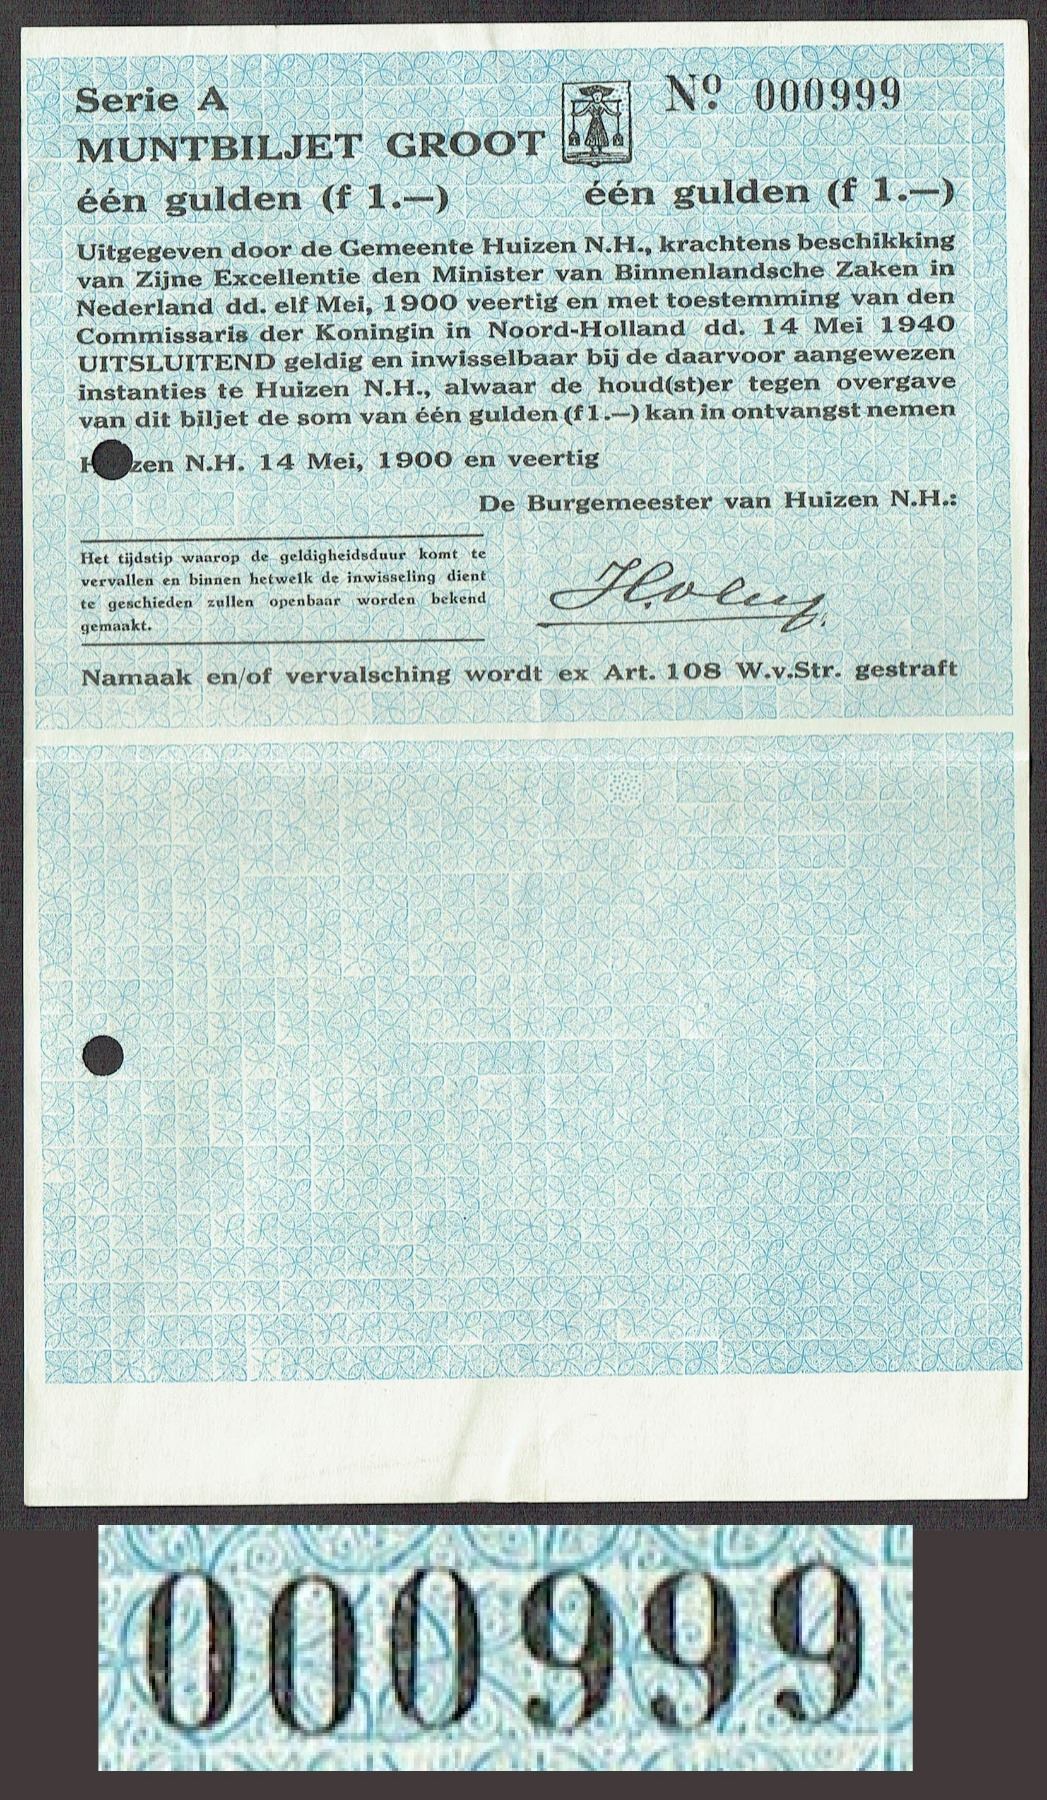 Serie A
Nº. 000999
MUNTBILJET GROOT
één gulden (f 1.—) één gulden (f 1.—)
Uitgegeven door de Gemeente Huizen N.H., krachtens beschikking
van Zijne Excellentie den Minister van Binnenlandsche Zaken in
Nederland dd. elf Mei, 1900 veertig en met toestemming van den
Commissaris der Koningin in Noord-Holland dd. 14 Mei 1940
UITSLUITEND geldig en inwisselbaar bij de daarvoor aangewezen
instanties te Huizen N.H., alwaar de houd(st)er tegen overgave
van dit biljet de som van één gulden (f 1.—) kan in ontvangst nemen
H zen N.H. 14 Mei, 1900 en veertig
De Burgemeester van Huizen N.H.:
Het tijdstip waarop de geldigheidsduur komt te
vervallen en binnen hetwelk de inwisseling dient
te geschieden zullen openbaar worden bekend
gemaakt.
Namaak en/of vervalsching wordt ex Art. 108 W.v.Str. gestraft
000999